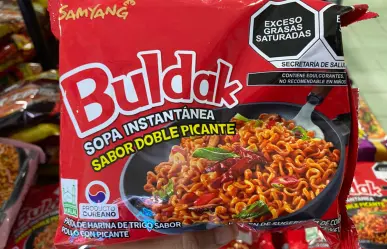 SAMYANG
EXCESO
GRASAS
SATURADAS
SECRETARÍA DE SALUD
CONTIENE EDULCORANTES,
NO RECOMENDABLE EN NIÑOS
Buldak
SOPA INSTANTÁNEA
SABOR DOBLE PICANTE
PRODUCTO
COREANO
DE HARINA DE TRIGO SABOR
POLLO CON PICANTE